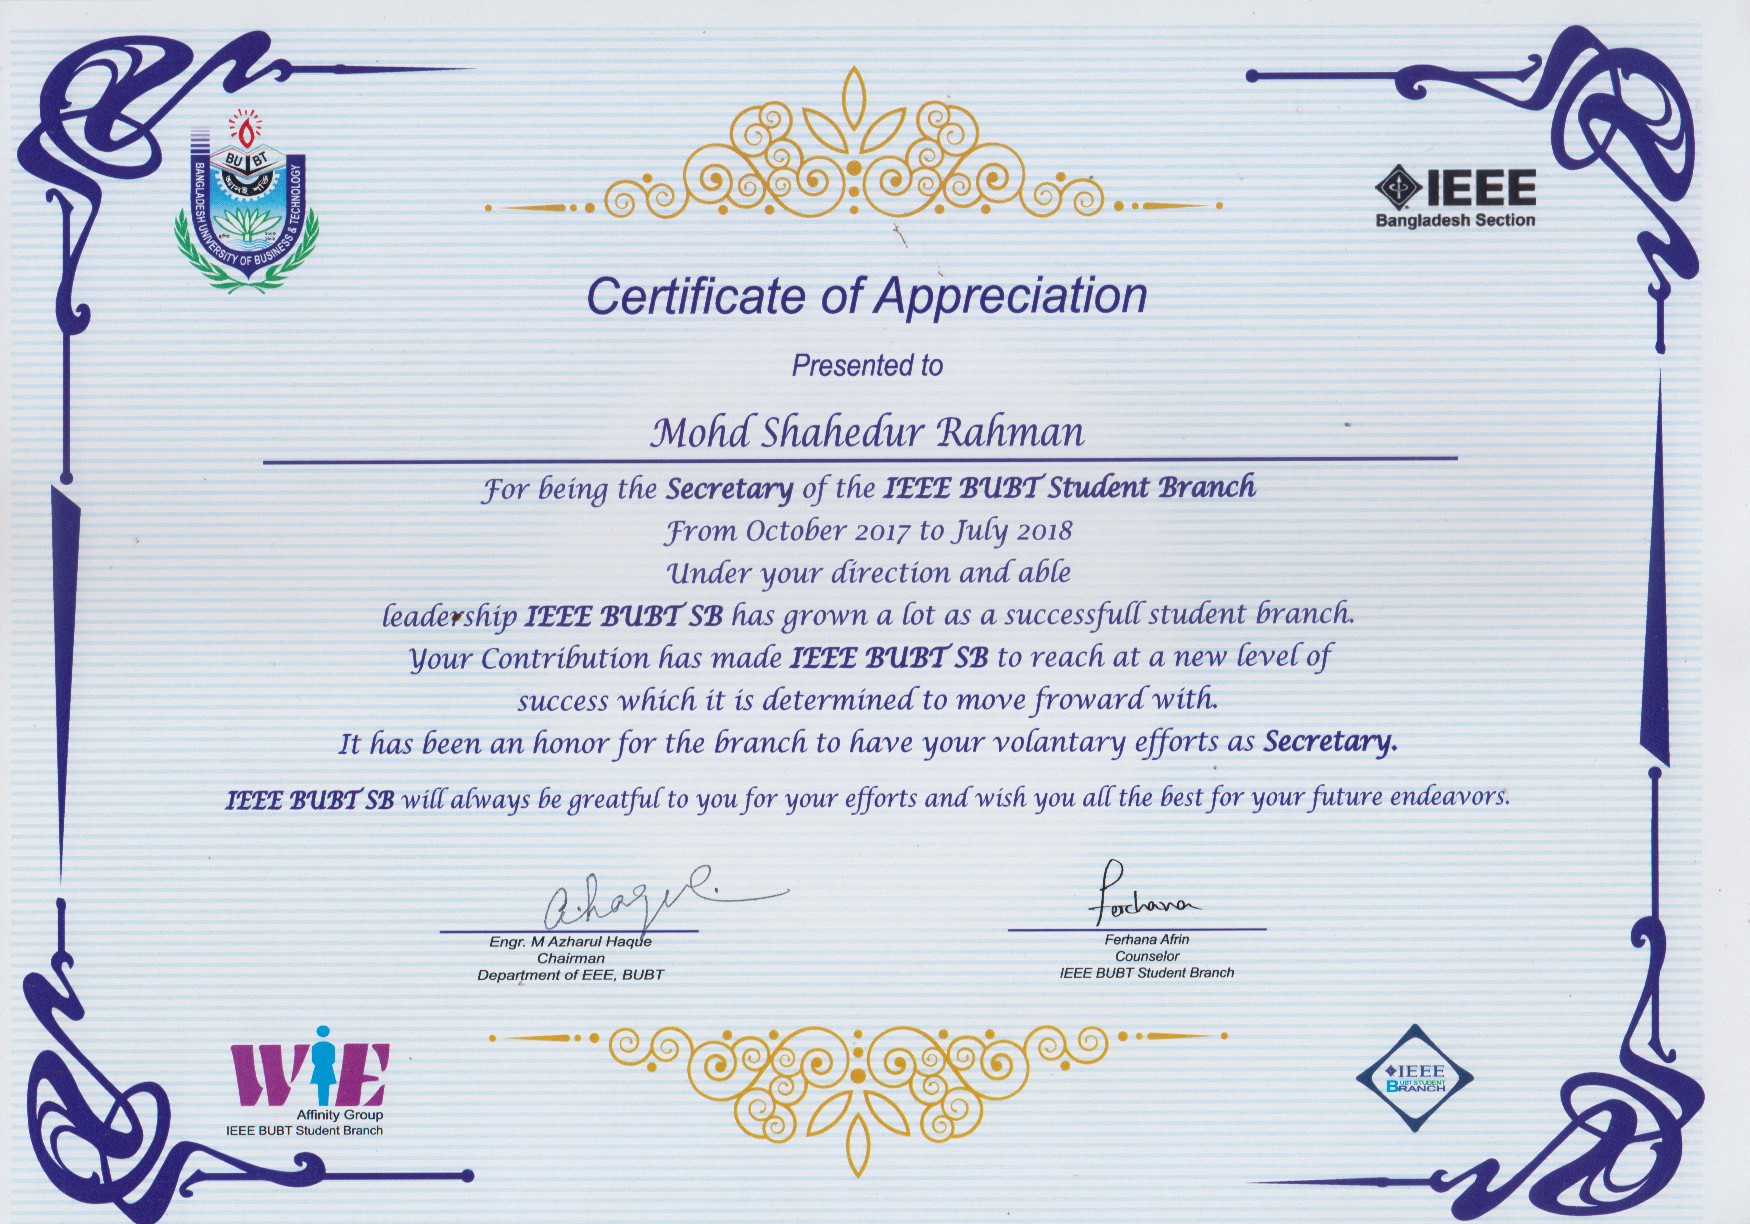 BU BT
BANGLADESH UNIVERSITY OF BUSINESS & TECHNOLOGY
IEEE
Bangladesh Section
Certificate of Appreciation
Presented to
Mohd Shahedur Rahman
For being the Secretary of the IEEE BUBT Student Branch
From October 2017 to July 2018
Under your direction and able
leadership IEEE BUBT SB has grown a lot as a successfull student branch.
Your Contribution has made IEEE BUBT SB to reach at a new level of
success which it is determined to move froward with.
It has been an honor for the branch to have your volantary efforts as Secretary.
IEEE BUBT SB will always be greatful to you for your efforts and wish you all the best for your future endeavors.
a.haque.
Ferhana
Engr. M Azharul Haque
Chairman
Department of EEE, BUBT
Ferhana Afrin
Counselor
IEEE BUBT Student Branch
WIE
Affinity Group
IEEE BUBT Student Branch
IEEE
BUBT STUDENT
BRANCH